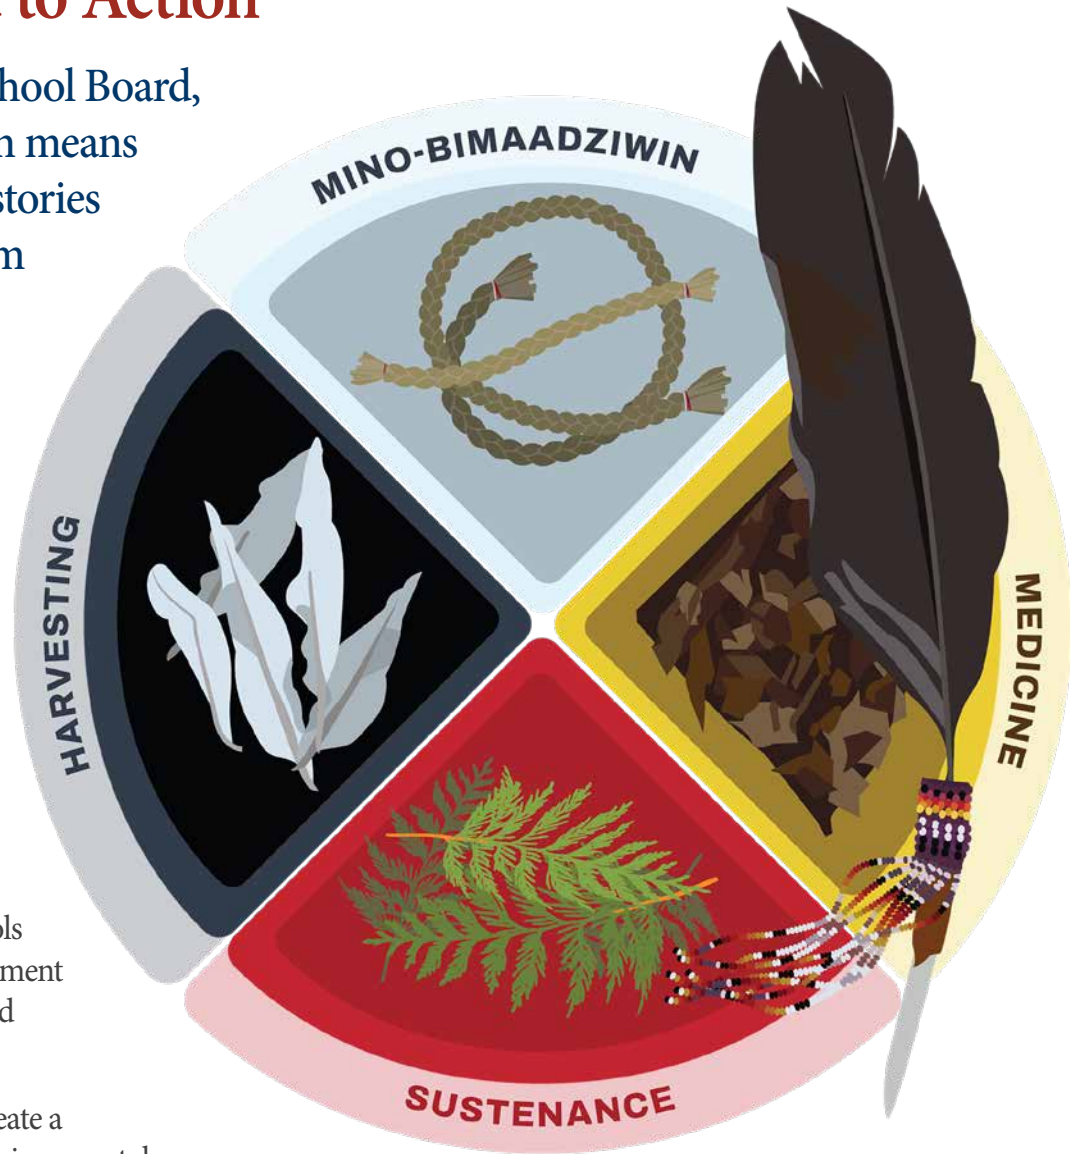 to Action
hool Board,
means
stories
MINO-BIMAADZIWIN
HARVESTING
MEDICINE
SUSTENANCE
ols
ment
eate a